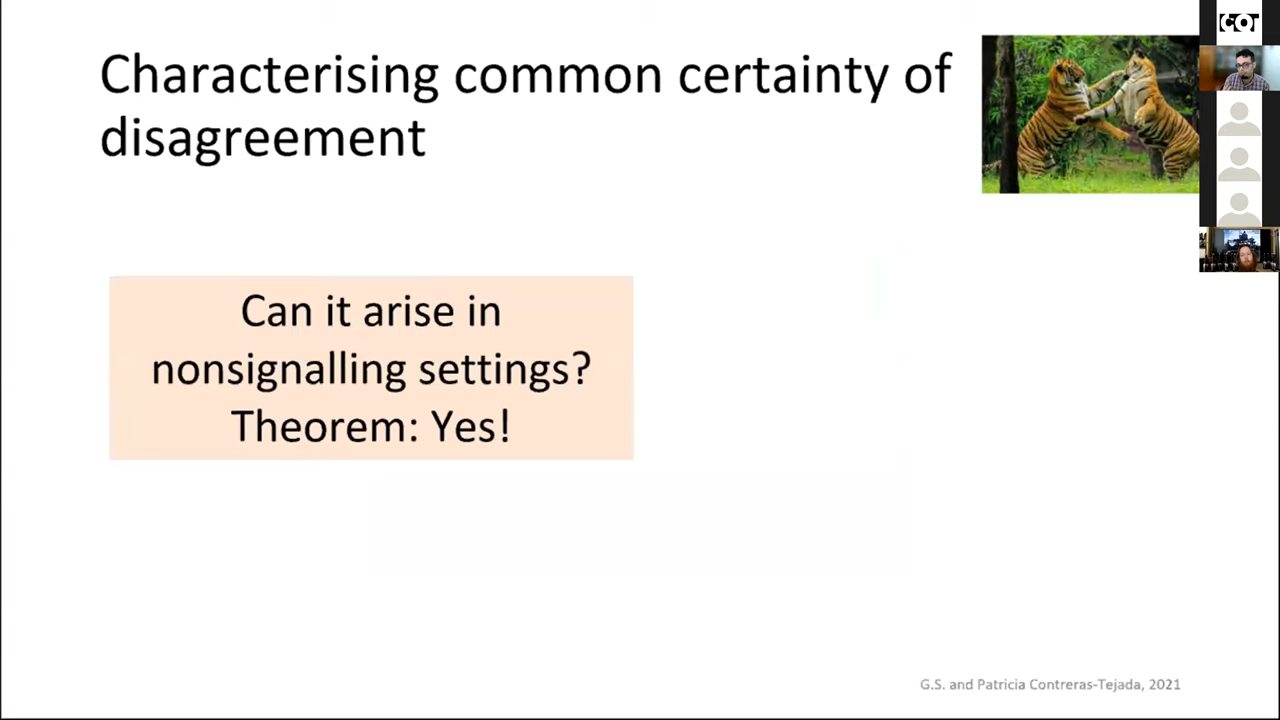 Characterising common certainty of
disagreement
Can it arise in
nonsignalling settings?
Theorem: Yes!
G.S. and Patricia Contreras-Tejada, 2021